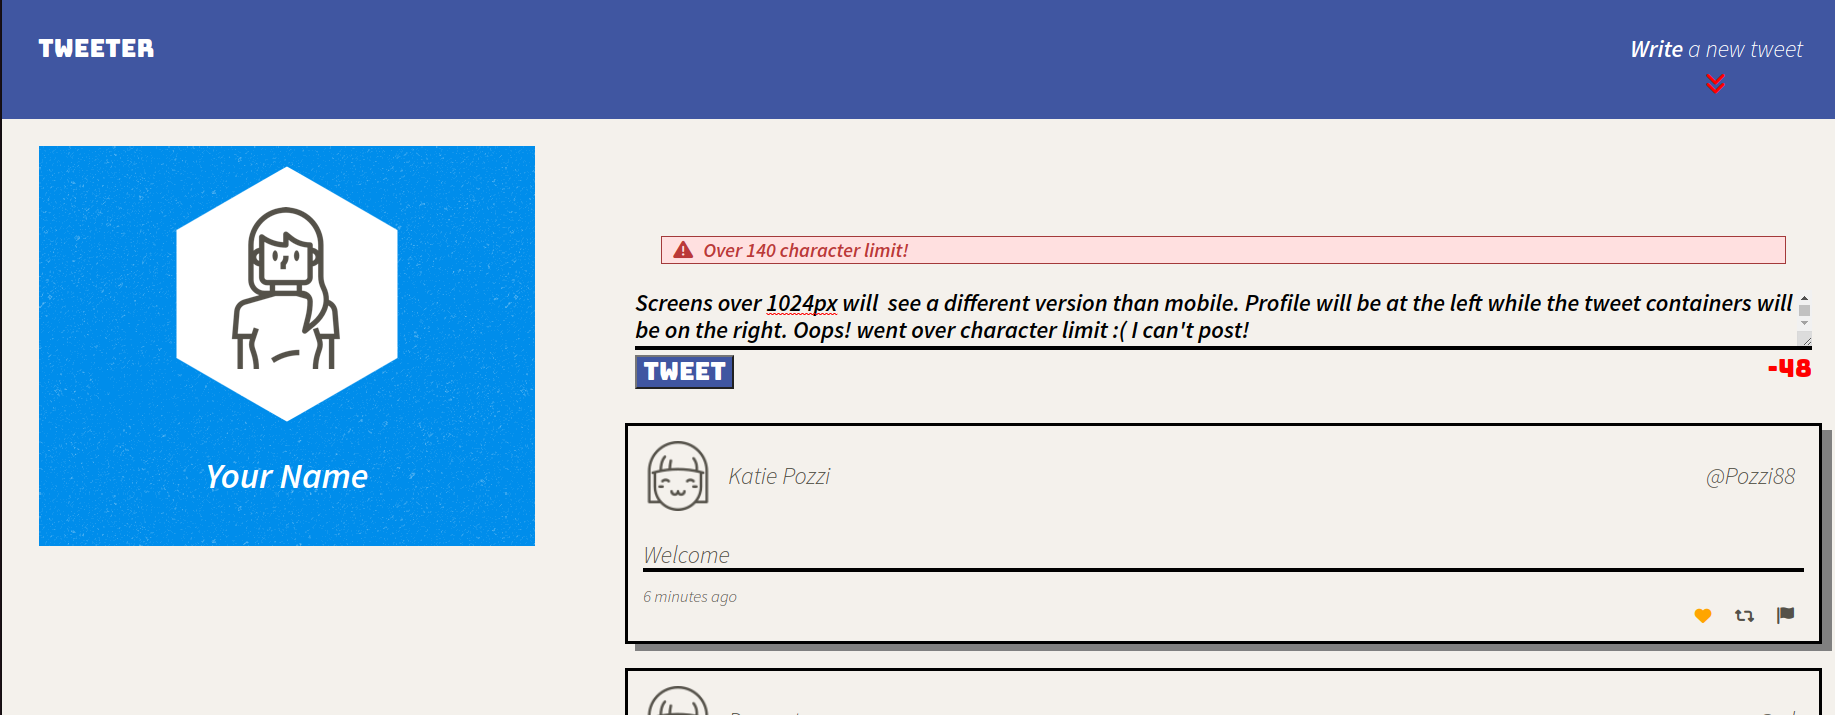 TWEETER
Write a new tweet
Your Name
Over 140 character limit!
Screens over 1024px will  see a different version than mobile. Profile will be at the left while the tweet containers will
be on the right. Oops! went over character limit :( I can't post!
TWEET
-48
Katie Pozzi
@Pozzi88
Welcome
6 minutes ago